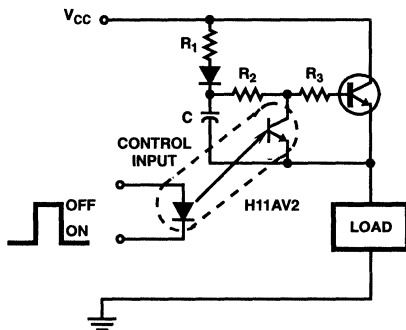 VCC
R1
R2
R3
C
CONTROL
INPUT
H11AV2
OFF
ON
LOAD